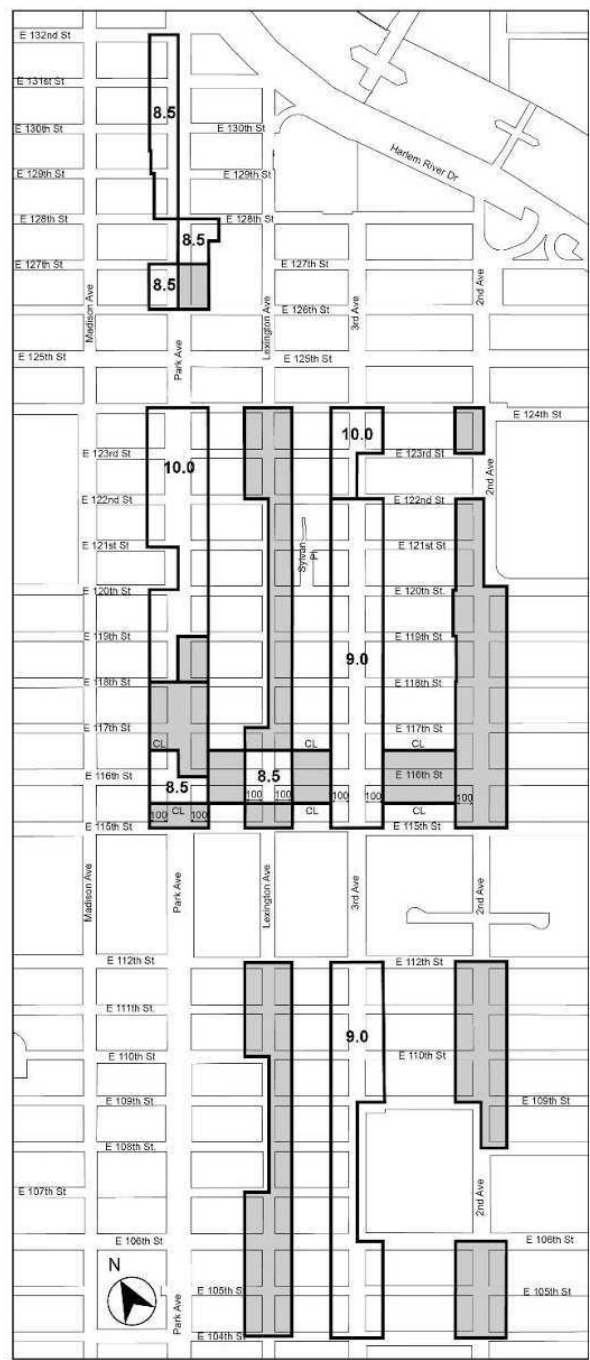 E 132nd St
E 131st St
8.5
E 130th St
E 130th St
Harlem River Dr
E 129th St
E 129th St
E 128th St
E 128th St
8.5
E 127th St
E 127th St
8.5
Madison Ave
Park Ave
Lexington Ave
3rd Ave
2nd Ave
E 126th St
E 125th St
E 125th St
E 124th St
10.0
E 123rd St
E 123rd St
10.0
2nd Ave
E 122nd St
E 122nd St
E 121st St
E 121st St
Sylvan Pl
E 120th St
E 120th St.
E 119th St
E 119th St
9.0
E 118th St
E 118th St
E 117th St
E 117th St
CL
CL
CL
E 116th St
8.5
E 116th St
8.5
100
100
100
100
100
100
100
CL
CL
CL
E 115th St
E 115th St
Madison Ave
Park Ave
Lexington Ave
3rd Ave
2nd Ave
E 112th St
E 112th St
E 111th St
9.0
E 110th St
E 110th St
E 109th St
E 109th St
E 108th St.
E 107th St
2nd Ave
E 106th St
E 106th St
N
E 105th St
E 105th St
Park Ave
E 104th St